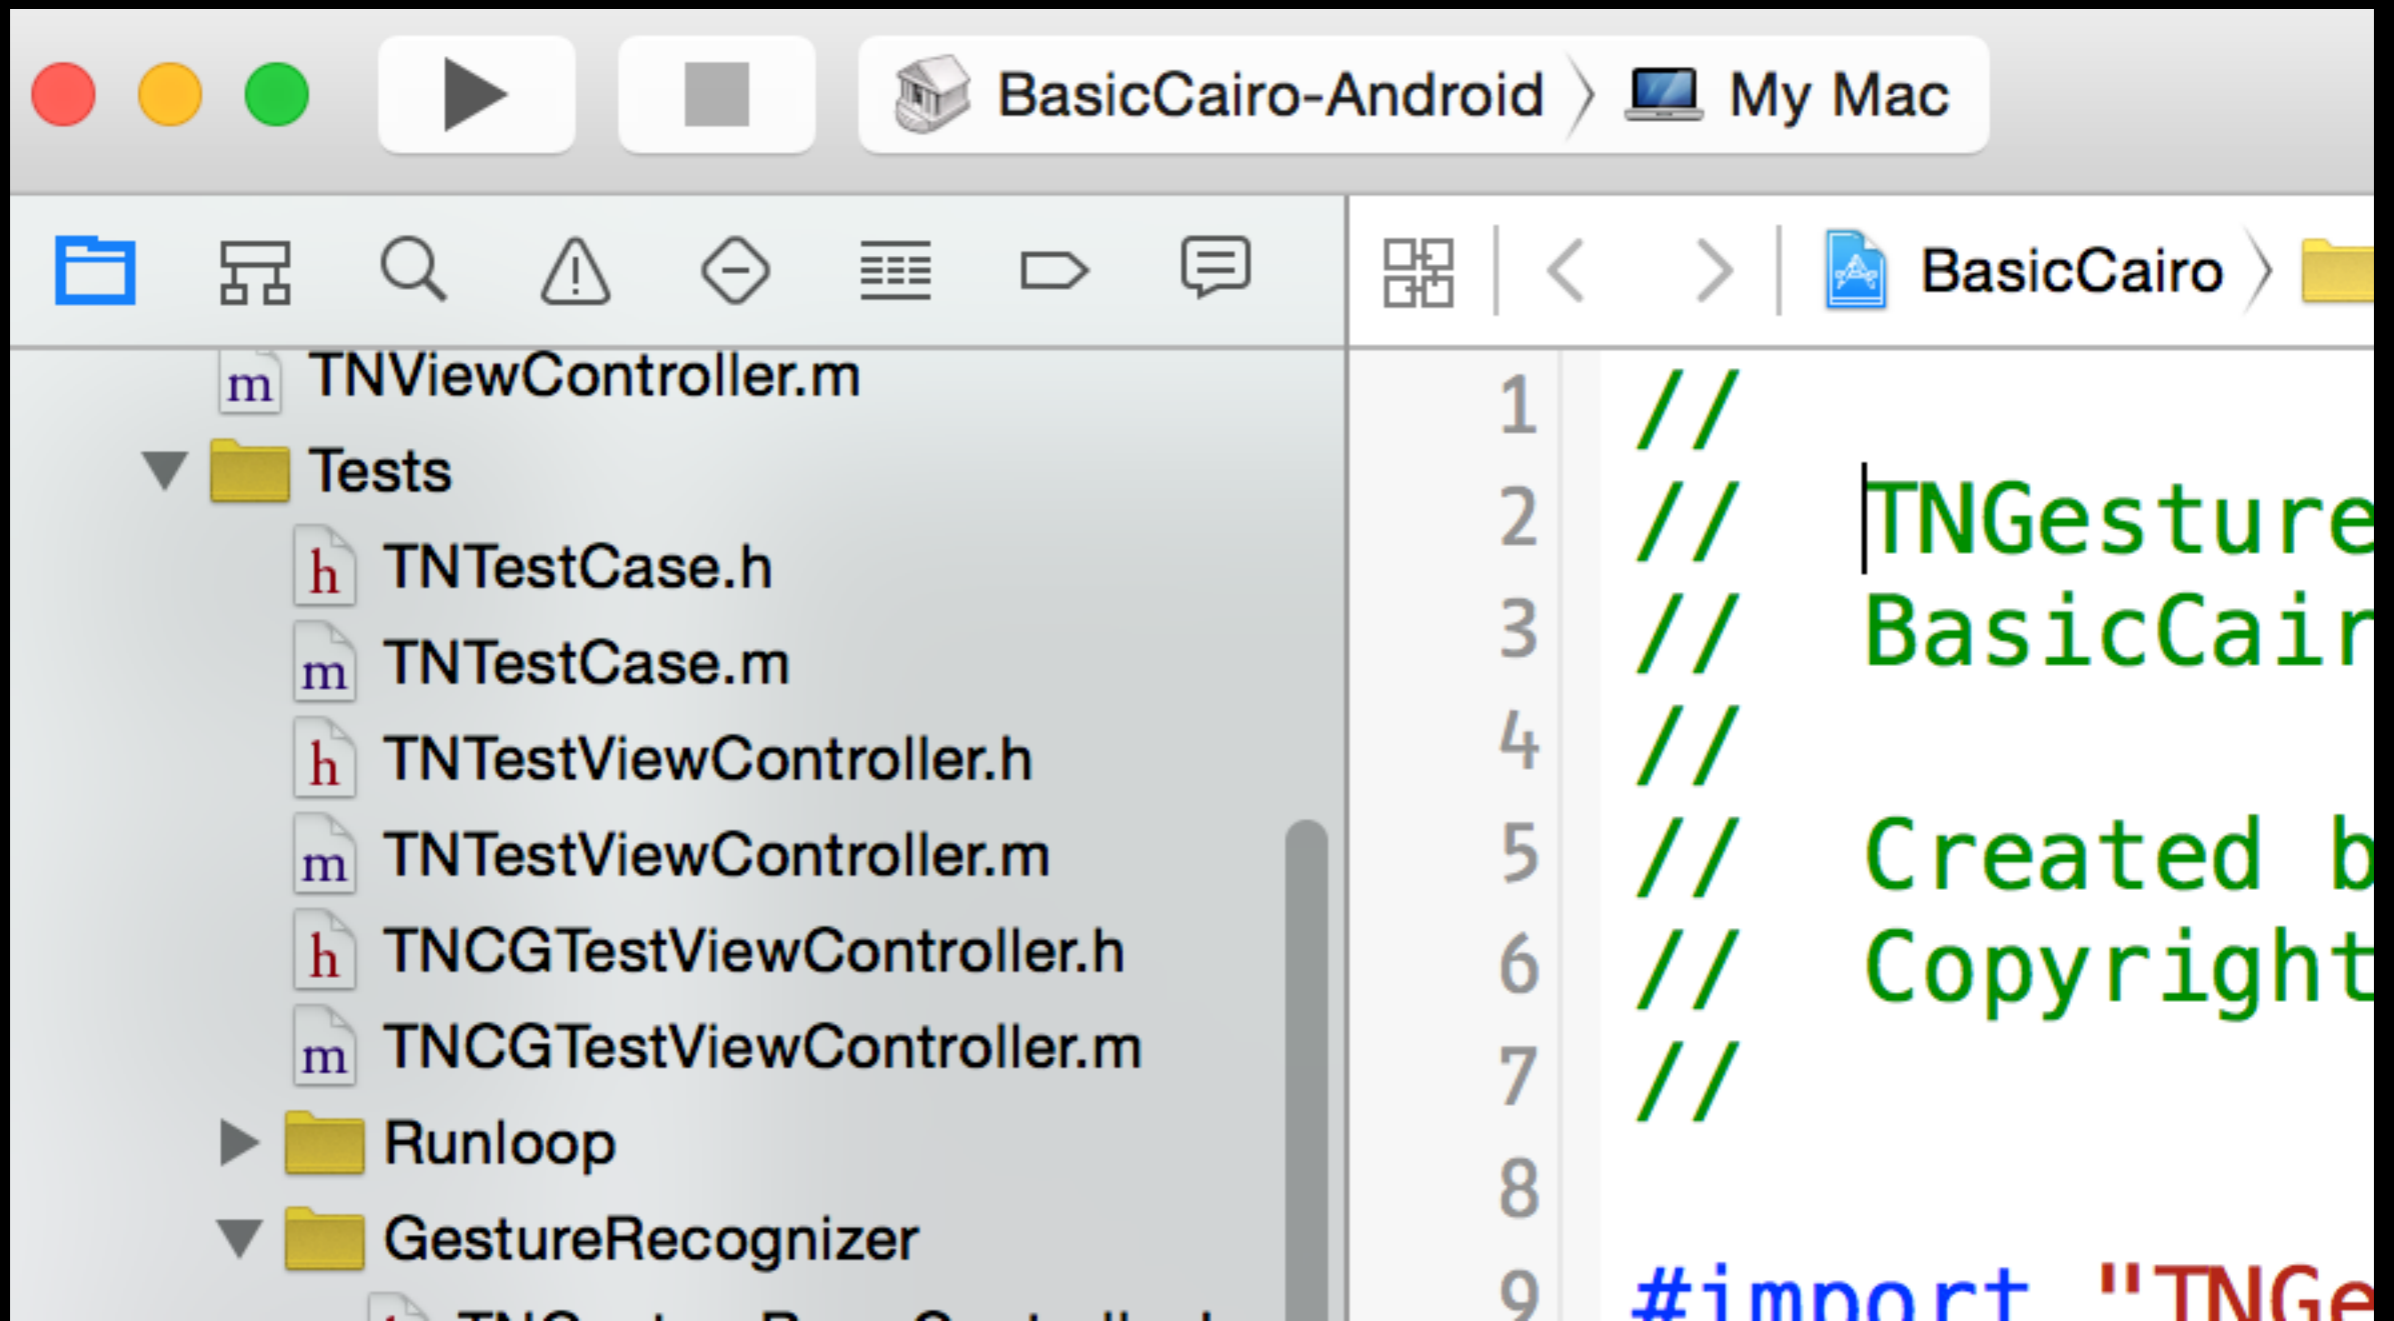 BasicCairo-Android My Mac
BasicCairo
m TNViewController.m
Tests
h TNTestCase.h
m TNTestCase.m
h TNTestViewController.h
m TNTestViewController.m
h TNCGTestViewController.h
m TNCGTestViewController.m
Runloop
GestureRecognizer
1 //
2 // TNGesture
3 // BasicCair
4 //
5 // Created b
6 // Copyright
7 //
8
9 #import "TNGe